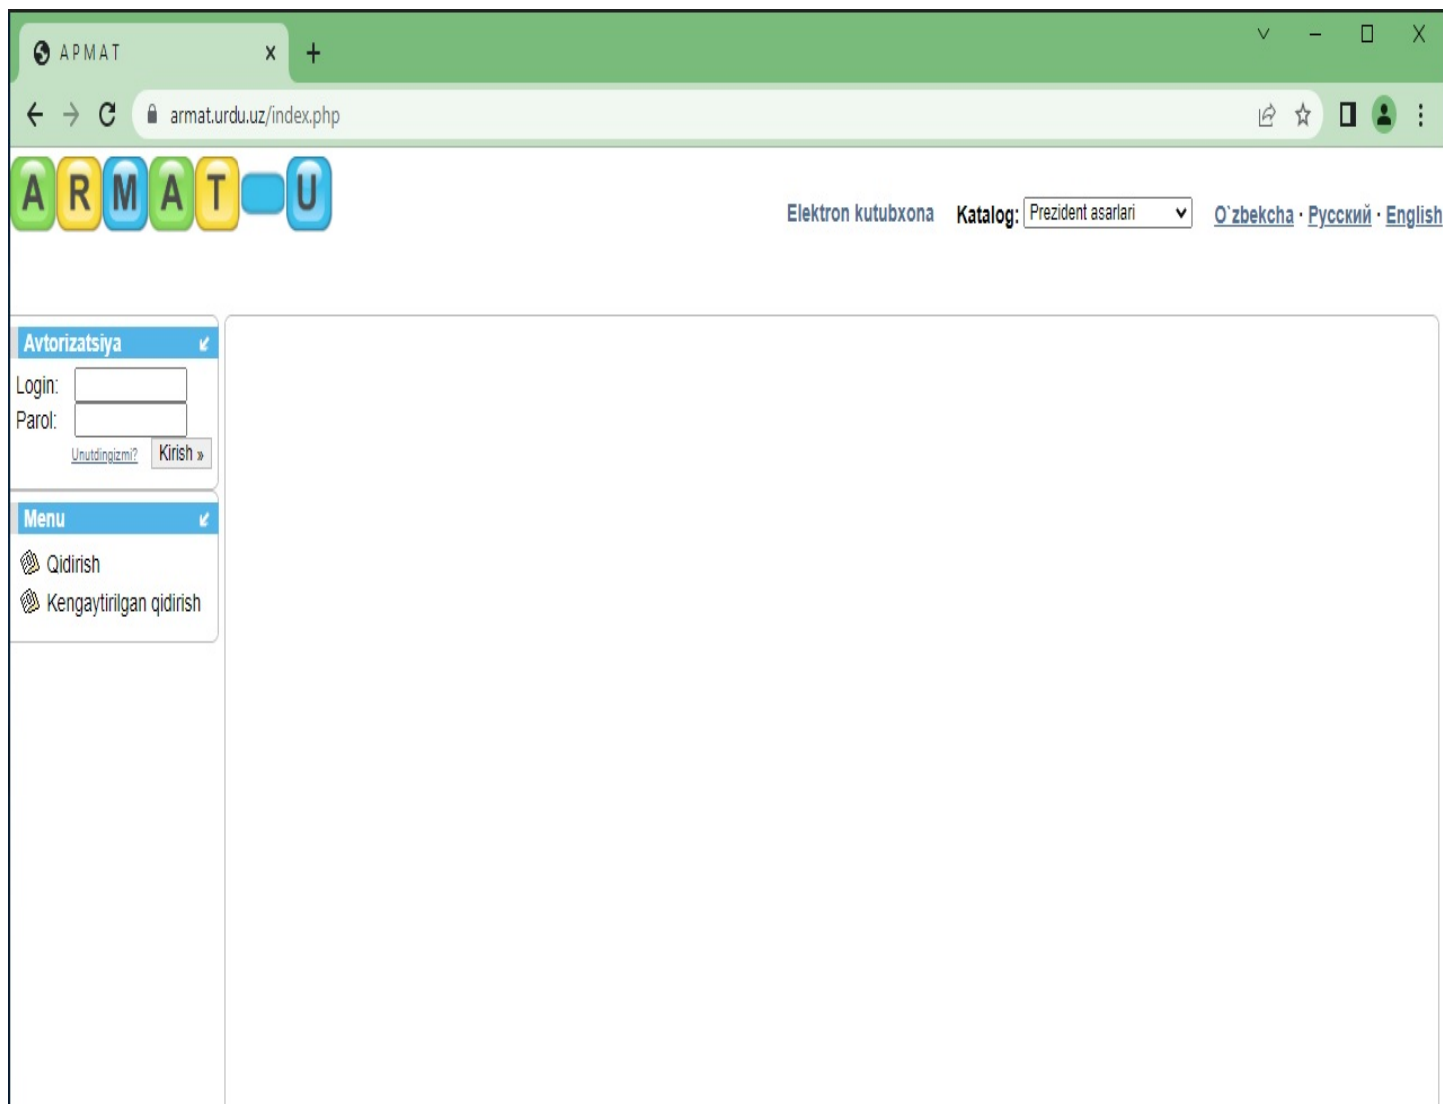 APMAT
armat.urdu.uz/index.php
ARMAT-U
Elektron kutubxona Katalog: Prezident asarlari O`zbekcha · Русский · English
Avtorizatsiya
Login:
Parol:
Unutdingizmi? Kirish »
Menu
Qidirish
Kengaytirilgan qidirish